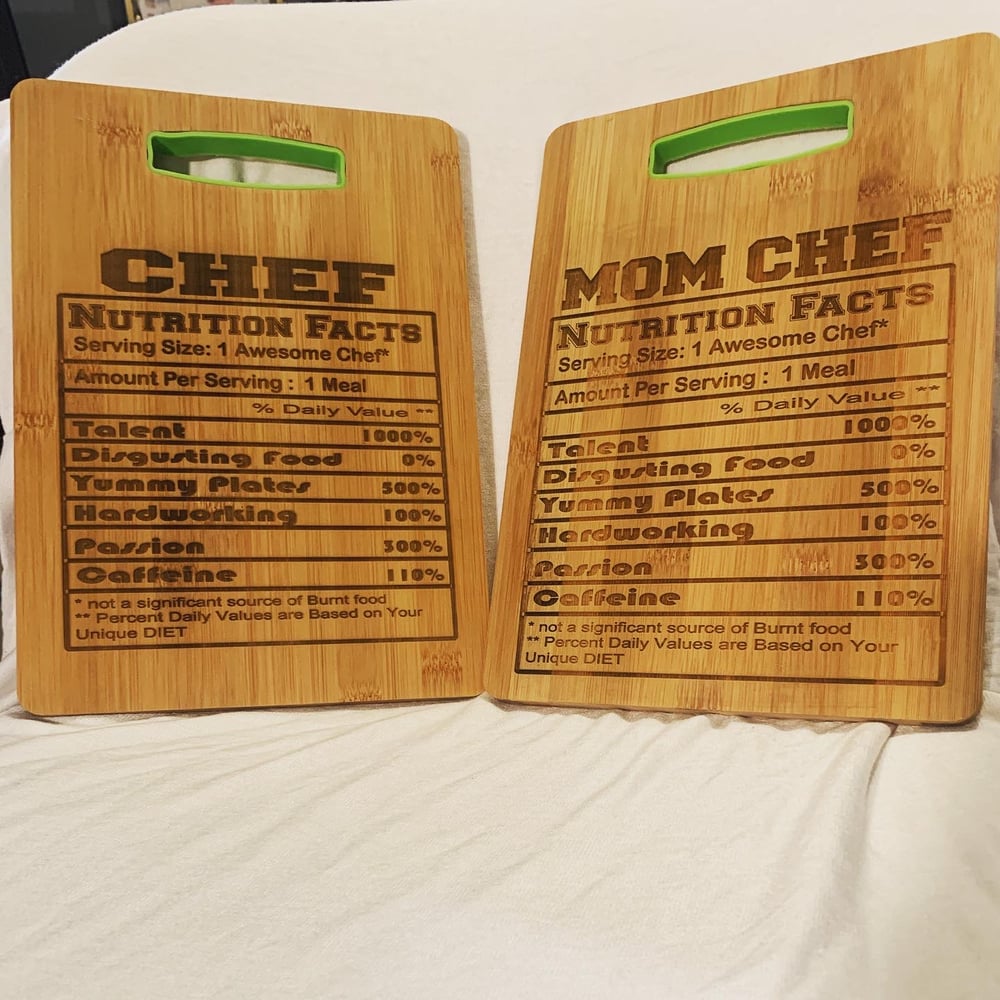 CHEF
NUTRITION FACTS
Serving Size: 1 Awesome Chef*
Amount Per Serving : 1 Meal
% Daily Value **
Talent 1000%
Disgusting Food 0%
Yummy Plates 500%
Hardworking 100%
Passion 300%
Caffeine 110%
* not a significant source of Burnt food
** Percent Daily Values are Based on Your
Unique DIET
MOM CHEF
NUTRITION FACTS
Serving Size: 1 Awesome Chef*
Amount Per Serving : 1 Meal
% Daily Value **
Talent 1000%
Disgusting Food 0%
Yummy Plates 500%
Hardworking 100%
Passion 300%
Caffeine 110%
* not a significant source of Burnt food
** Percent Daily Values are Based on Your
Unique DIET